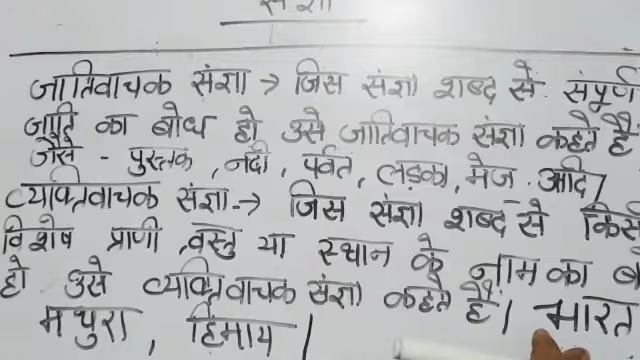 संज्ञा
जातिवाचक संज्ञा → जिस संज्ञा शब्द से संपूर्ण
जाति का बोध हो उसे जातिवाचक संज्ञा कहते हैं
जैसे - पुस्तक, नदी, पर्वत, लड़का, मेज आदि।
व्यक्तिवाचक संज्ञा → जिस संज्ञा शब्द से किस
विशेष प्राणी, वस्तु या स्थान के नाम का बो
हो उसे व्यक्तिवाचक संज्ञा कहते हैं। भारत
मथुरा, हिमाय।